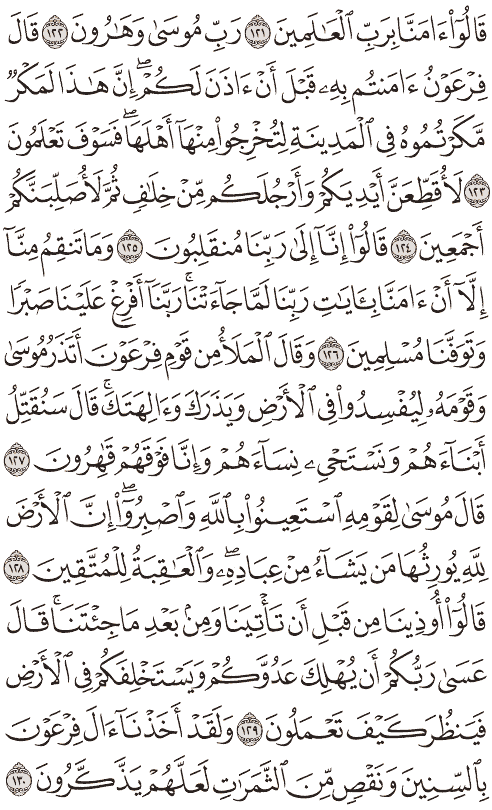 قَالُوٓاْ ءَامَنَّا بِرَبِّ ٱلْعَٰلَمِينَ ١٢١ رَبِّ مُوسَىٰ وَهَٰرُونَ ١٢٢ قَالَ
فِرْعَوْنُ ءَامَنتُم بِهِۦ قَبْلَ أَنْ ءَاذَنَ لَكُمْۖ إِنَّ هَٰذَا لَمَكْرٌ
مَّكَرْتُمُوهُ فِي ٱلْمَدِينَةِ لِتُخْرِجُواْ مِنْهَآ أَهْلَهَاۖ فَسَوْفَ تَعْلَمُونَ
١٢٣ لَأُقَطِّعَنَّ أَيْدِيَكُمْ وَأَرْجُلَكُم مِّنْ خِلَٰفٍ ثُمَّ لَأُصَلِّبَنَّكُمْ
أَجْمَعِينَ ١٢٤ قَالُوٓاْ إِنَّآ إِلَىٰ رَبِّنَا مُنقَلِبُونَ ١٢٥ وَمَا تَنقِمُ مِنَّآ
إِلَّآ أَنْ ءَامَنَّا بِـَٔايَٰتِ رَبِّنَا لَمَّا جَآءَتْنَاۚ رَبَّنَآ أَفْرِغْ عَلَيْنَا صَبْرًا
وَتَوَفَّنَا مُسْلِمِينَ ١٢٦ وَقَالَ ٱلْمَلَأُ مِن قَوْمِ فِرْعَوْنَ أَتَذَرُ مُوسَىٰ
وَقَوْمَهُۥ لِيُفْسِدُواْ فِي ٱلْأَرْضِ وَيَذَرَكَ وَءَالِهَتَكَۚ قَالَ سَنُقَتِّلُ
أَبْنَآءَهُمْ وَنَسْتَحْيِۦ نِسَآءَهُمْ وَإِنَّا فَوْقَهُمْ قَٰهِرُونَ ١٢٧
قَالَ مُوسَىٰ لِقَوْمِهِ ٱسْتَعِينُواْ بِٱللَّهِ وَٱصْبِرُوٓاْۖ إِنَّ ٱلْأَرْضَ
لِلَّهِ يُورِثُهَا مَن يَشَآءُ مِنْ عِبَادِهِۦۖ وَٱلْعَٰقِبَةُ لِلْمُتَّقِينَ ١٢٨
قَالُوٓاْ أُوذِينَا مِن قَبْلِ أَن تَأْتِيَنَا وَمِنۢ بَعْدِ مَا جِئْتَنَاۚ قَالَ
عَسَىٰ رَبُّكُمْ أَن يُهْلِكَ عَدُوَّكُمْ وَيَسْتَخْلِفَكُمْ فِي ٱلْأَرْضِ
فَيَنظُرَ كَيْفَ تَعْمَلُونَ ١٢٩ وَلَقَدْ أَخَذْنَآ ءَالَ فِرْعَوْنَ
بِٱلسِّنِينَ وَنَقْصٍ مِّنَ ٱلثَّمَرَٰتِ لَعَلَّهُمْ يَذَّكَّرُونَ ١٣٠